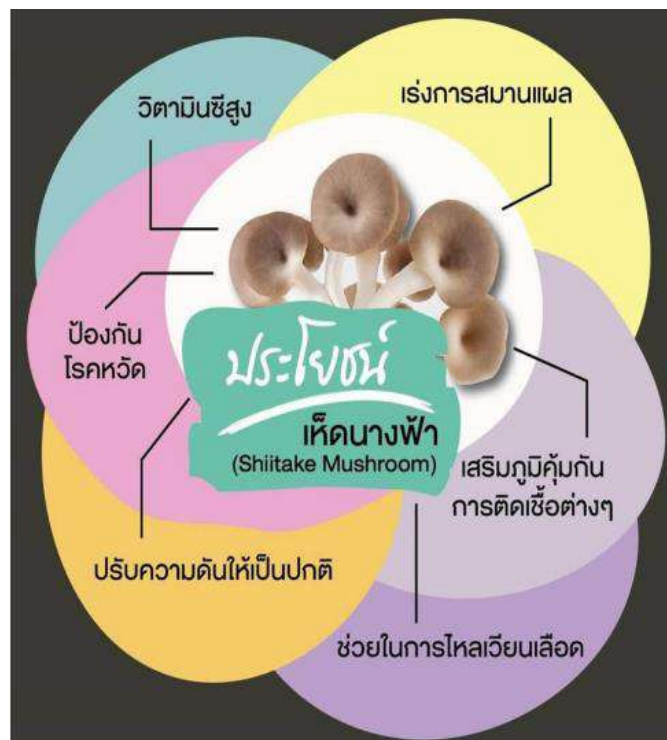 วิตามินซีสูง
เร่งการสมานแผล
ป้องกัน
โรคหวัด
ประโยชน์
เห็ดนางฟ้า
(Shiitake Mushroom)
เสริมภูมิคุ้มกัน
การติดเชื้อต่างๆ
ปรับความดันให้เป็นปกติ
ช่วยในการไหลเวียนเลือด